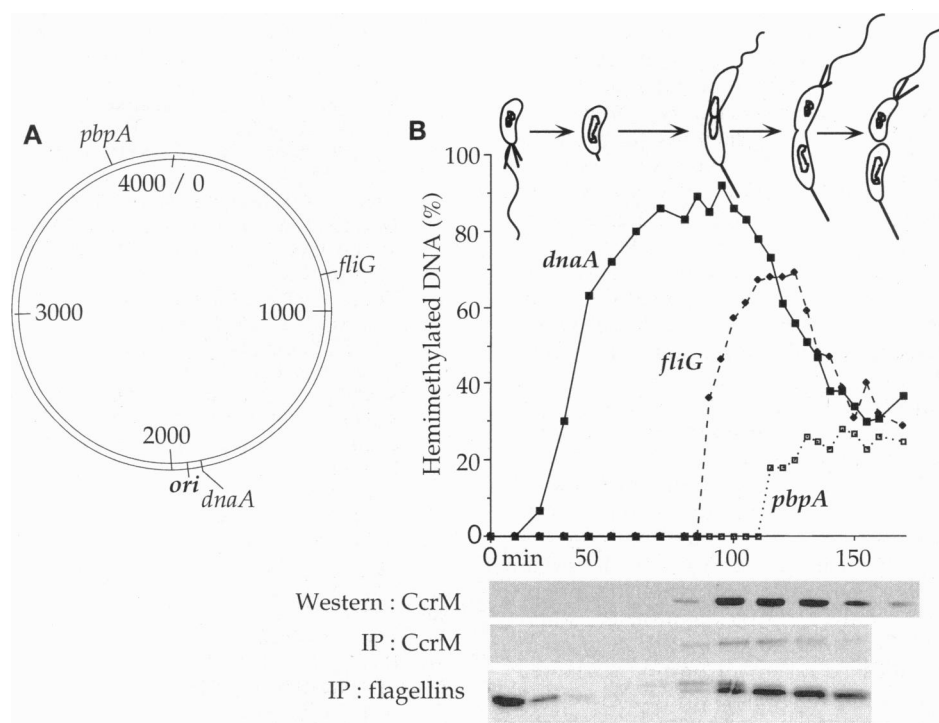 A
pbpA
4000 / 0
fliG
3000
1000
2000
ori
dnaA
B
100
80
60
40
20
0
Hemimethylated DNA (%)
dnaA
fliG
pbpA
0 min
50
100
150
Western : CcrM
IP : CcrM
IP : flagellins